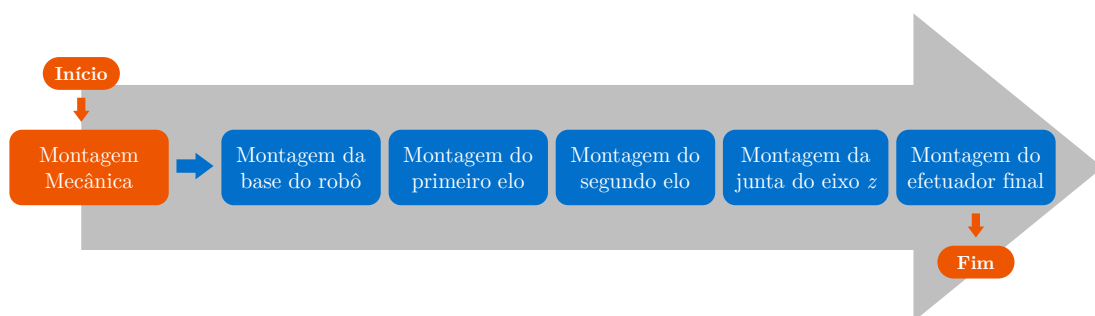 Início
Montagem
Mecânica
Montagem da
base do robô
Montagem do
primeiro elo
Montagem do
segundo elo
Montagem da
junta do eixo z
Montagem do
efetuador final
Fim